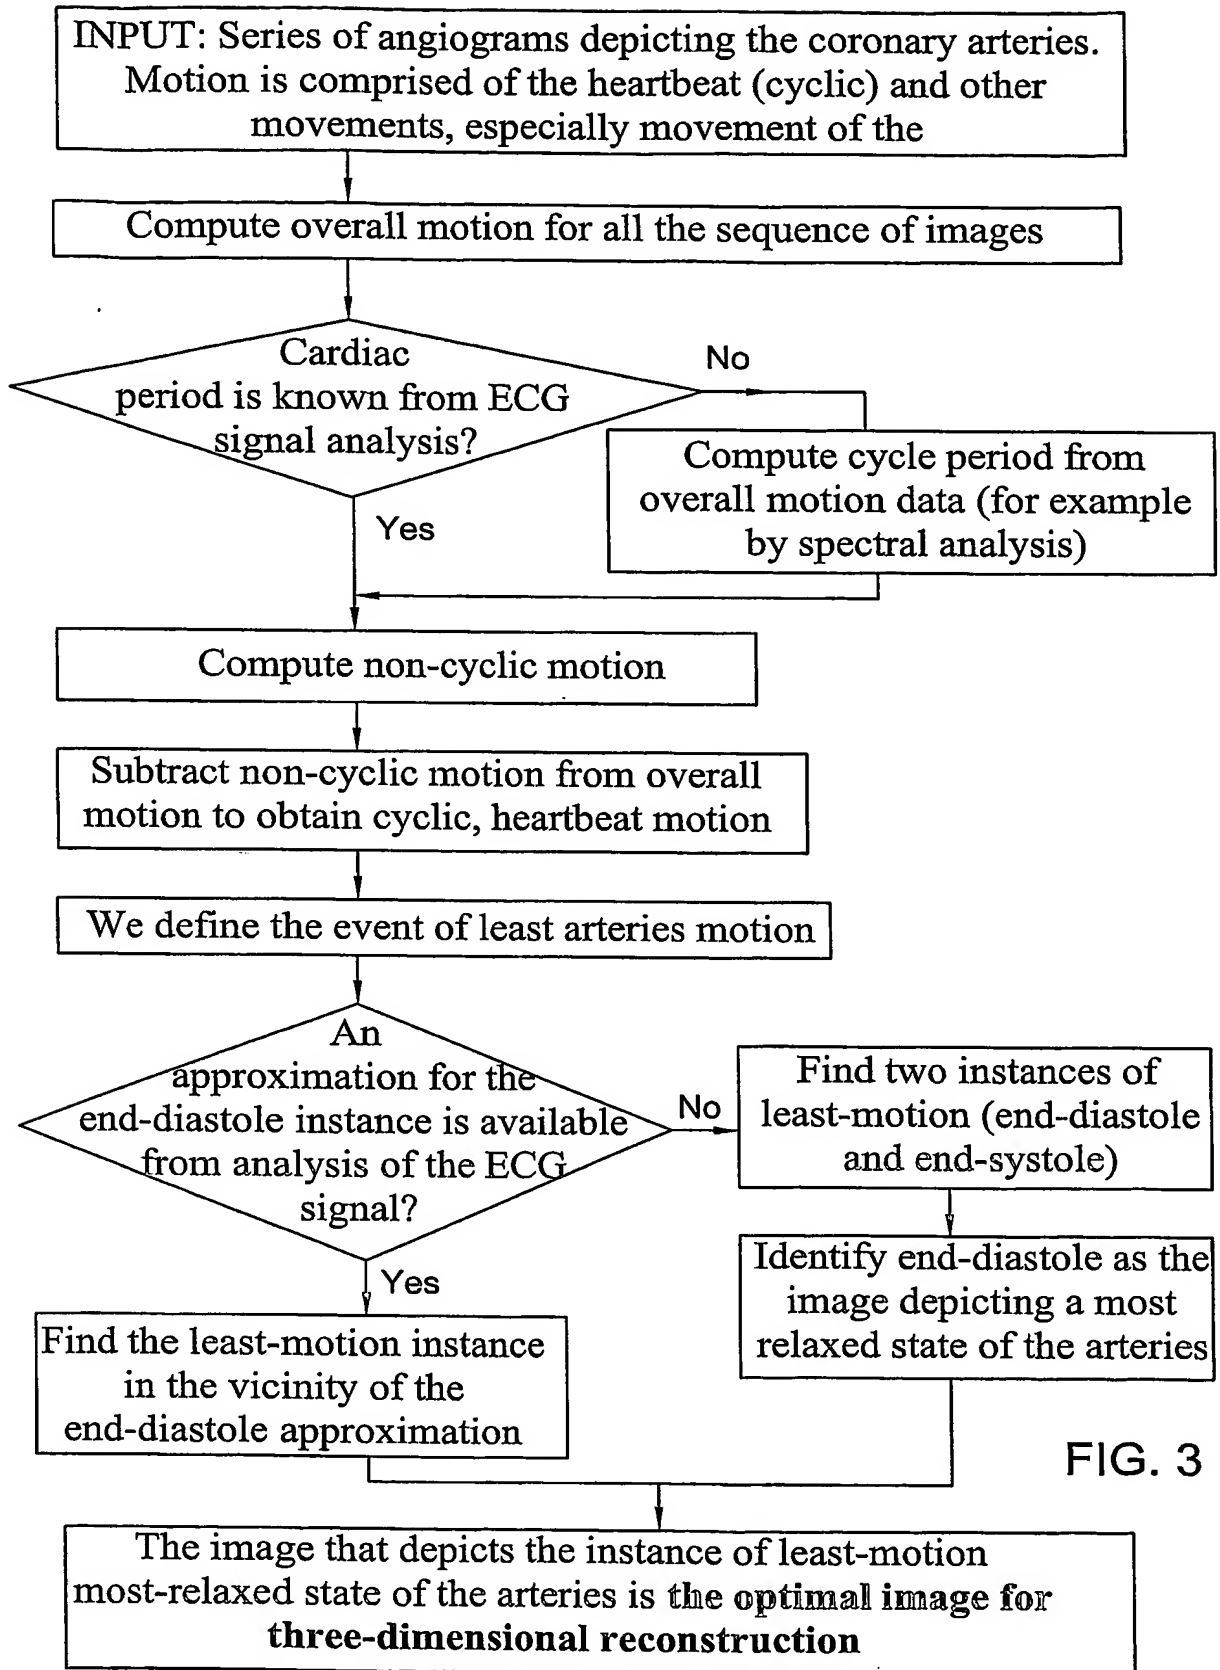 INPUT: Series of angiograms depicting the coronary arteries.
Motion is comprised of the heartbeat (cyclic) and other
movements, especially movement of the
Compute overall motion for all the sequence of images
Cardiac
period is known from ECG
signal analysis?
No
Compute cycle period from
overall motion data (for example
by spectral analysis)
Yes
Compute non-cyclic motion
Subtract non-cyclic motion from overall
motion to obtain cyclic, heartbeat motion
We define the event of least arteries motion
An
approximation for the
end-diastole instance is available
from analysis of the ECG
signal?
No
Find two instances of
least-motion (end-diastole
and end-systole)
Identify end-diastole as the
image depicting a most
relaxed state of the arteries
Yes
Find the least-motion instance
in the vicinity of the
end-diastole approximation
FIG. 3
The image that depicts the instance of least-motion
most-relaxed state of the arteries is the optimal image for
three-dimensional reconstruction